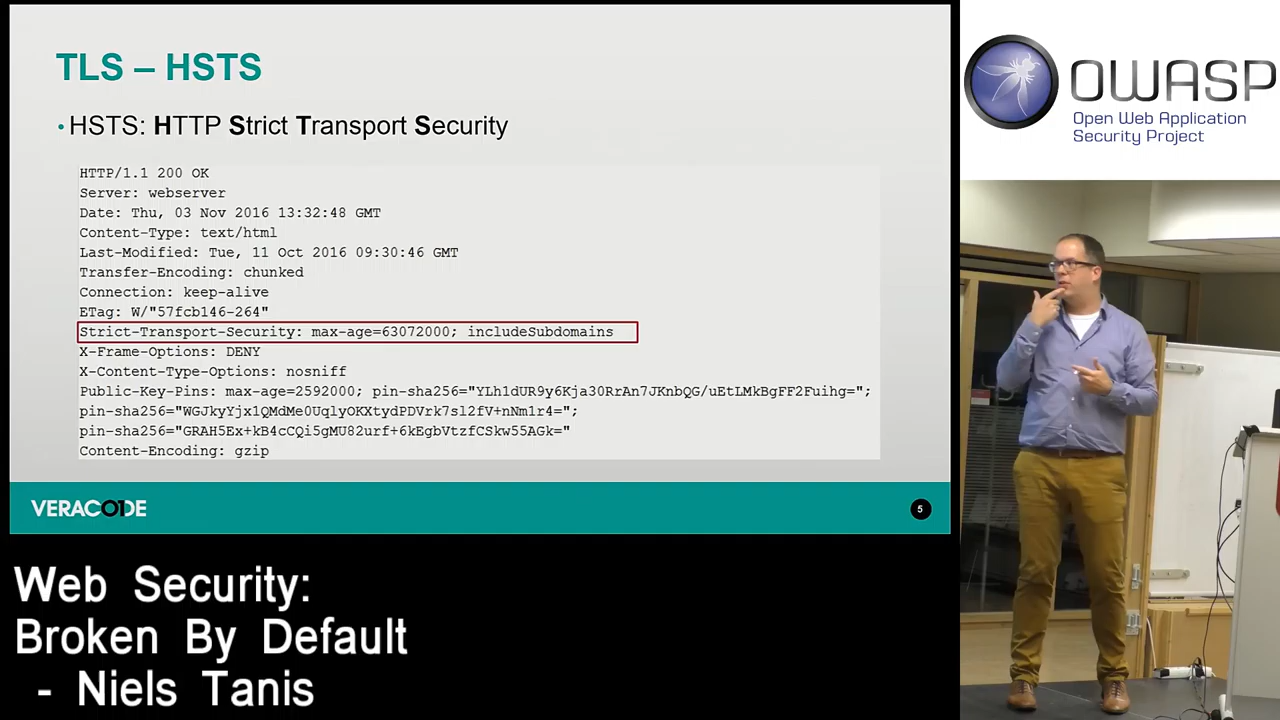 TLS – HSTS
• HSTS: HTTP Strict Transport Security
HTTP/1.1 200 OK
Server: webserver
Date: Thu, 03 Nov 2016 13:32:48 GMT
Content-Type: text/html
Last-Modified: Tue, 11 Oct 2016 09:30:46 GMT
Transfer-Encoding: chunked
Connection: keep-alive
ETag: W/"57fcb146-264"
Strict-Transport-Security: max-age=63072000; includeSubdomains
X-Frame-Options: DENY
X-Content-Type-Options: nosniff
Public-Key-Pins: max-age=2592000; pin-sha256="YLh1dUR9y6Kja30RrAn7JKnbQG/uEtLMkBgFF2Fuihg=";
pin-sha256="WGJkyYjx1QMdMe0UqlyOKXtydPDVrk7sl2fV+nNm1r4=";
pin-sha256="GRAH5Ex+kB4cCQi5gMU82urf+6kEgbVtzfCSkw55AGk="
Content-Encoding: gzip
VERACODE
5
OWASP
Open Web Application
Security Project
Web Security:
Broken By Default
- Niels Tanis